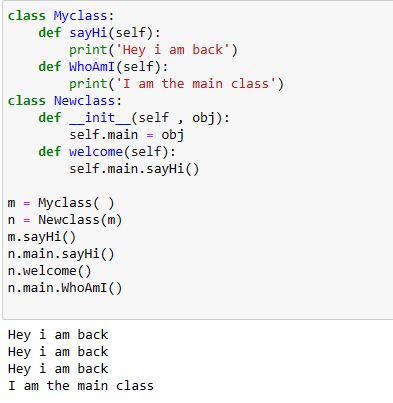 class Myclass:
    def sayHi(self):
        print('Hey i am back')
    def WhoAmI(self):
        print('I am the main class')
class Newclass:
    def __init__(self , obj):
        self.main = obj
    def welcome(self):
        self.main.sayHi()
m = Myclass( )
n = Newclass(m)
m.sayHi()
n.main.sayHi()
n.welcome()
n.main.WhoAmI()
Hey i am back
Hey i am back
Hey i am back
I am the main class